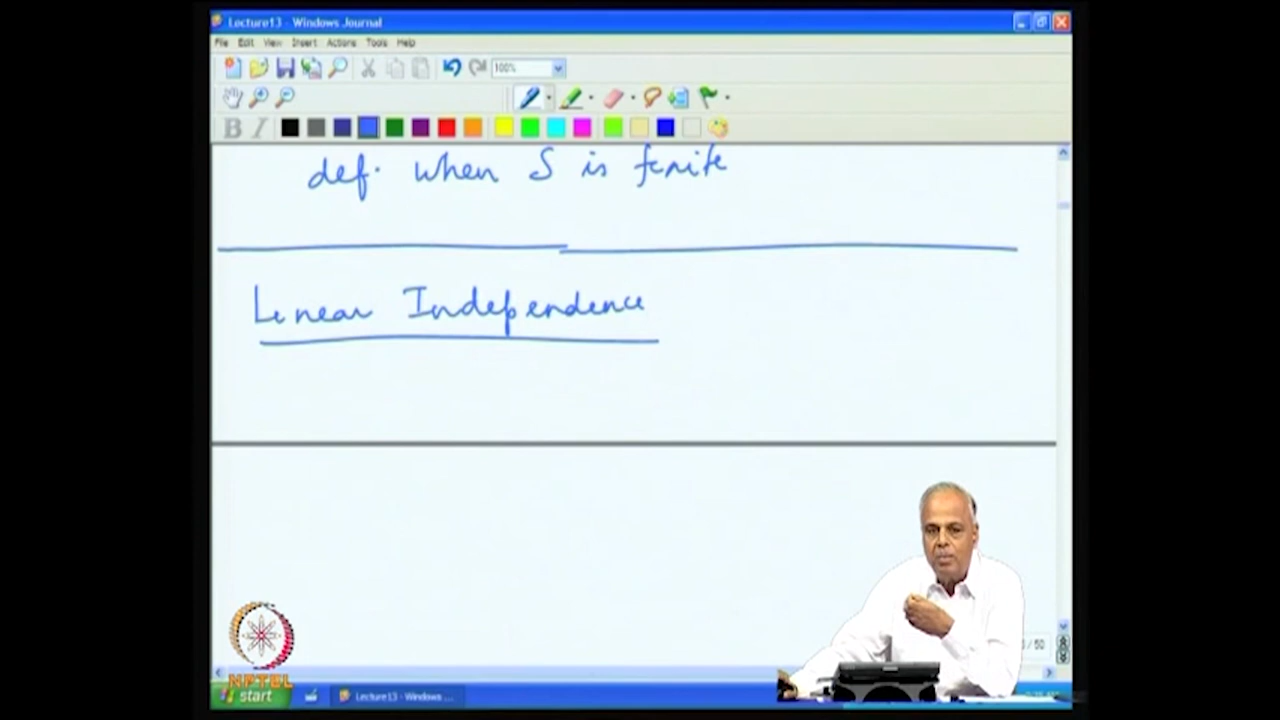 Lecture13 - Windows Journal
File Edit View Insert Actions Tools Help
100%
B I
def. when S is finite
Linear Independence
/ 50
NPTEL
start Lecture13 - Windows ...